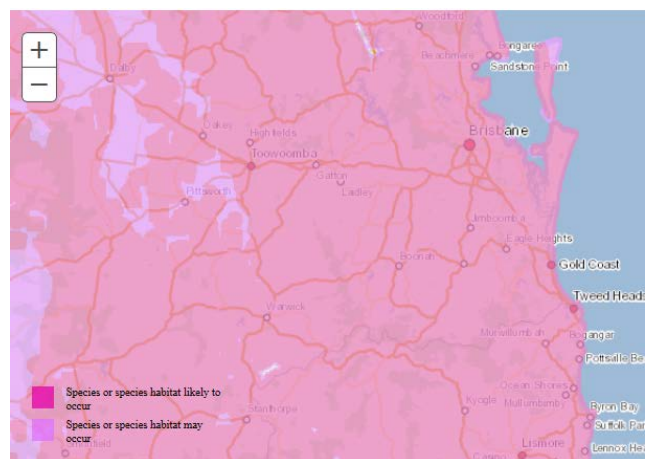 +
−
Woodford
Bongaree
Beachmere
Sandstone Point
Dalby
Oakey
Highfields
Brisbane
Toowoomba
Gatton
Laidley
Pittsworth
Jimboomba
Eagle Heights
Boonah
Gold Coast
Tweed Heads
Warwick
Murwillumbah
Bogangar
Pottsville Be
Ocean Shores
Mullumbimby
Species or species habitat likely to
occur
Stanthorpe
Kyogle
Byron Bay
Suffolk Par
Species or species habitat may
occur
Lismore
Lennox Hea
Casino